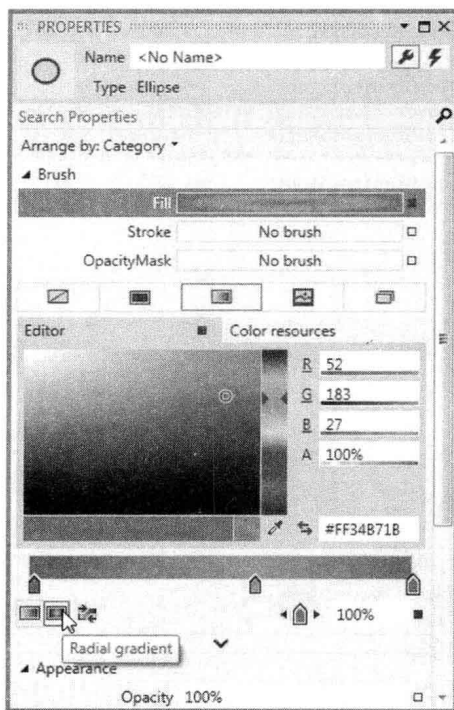 PROPERTIES
Name <No Name>
Type Ellipse
Search Properties
Arrange by: Category
Brush
Fill
Stroke No brush
OpacityMask No brush
Editor Color resources
R 52
G 183
B 27
A 100%
#FF34B71B
100%
Radial gradient
Appearance
Opacity 100%